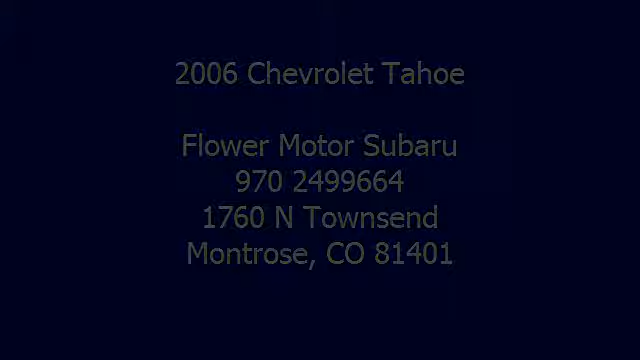 2006 Chevrolet Tahoe
Flower Motor Subaru
970 2499664
1760 N Townsend
Montrose, CO 81401